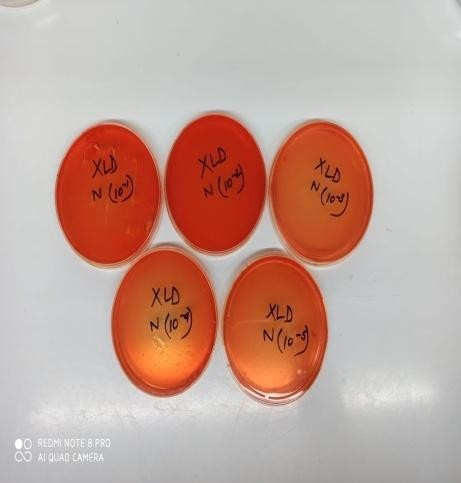 XLD
N (10⁻¹)
XLD
N (10⁻²)
XLD
N (10⁻³)
XLD
N (10⁻⁴)
XLD
N (10⁻⁵)
REDMI NOTE 8 PRO
AI QUAD CAMERA